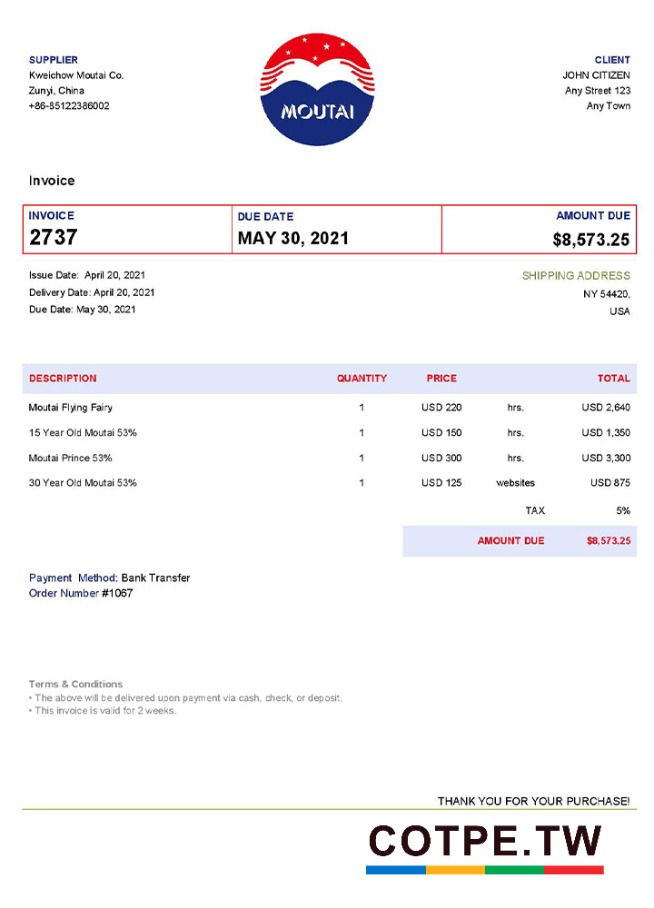 SUPPLIER
Kweichow Moutai Co.
Zunyi, China
+86-85122386002
MOUTAI
CLIENT
JOHN CITIZEN
Any Street 123
Any Town
Invoice
INVOICE
2737
DUE DATE
MAY 30, 2021
AMOUNT DUE
$8,573.25
Issue Date: April 20, 2021
Delivery Date: April 20, 2021
Due Date: May 30, 2021
SHIPPING ADDRESS
NY 54420,
USA
DESCRIPTION QUANTITY PRICE TOTAL
Moutai Flying Fairy 1 USD 220 hrs. USD 2,640
15 Year Old Moutai 53% 1 USD 150 hrs. USD 1,350
Moutai Prince 53% 1 USD 300 hrs. USD 3,300
30 Year Old Moutai 53% 1 USD 125 websites USD 875
TAX 5%
AMOUNT DUE $8,573.25
Payment Method: Bank Transfer
Order Number #1067
Terms & Conditions
• The above will be delivered upon payment via cash, check, or deposit.
• This invoice is valid for 2 weeks.
THANK YOU FOR YOUR PURCHASE!
COTPE.TW